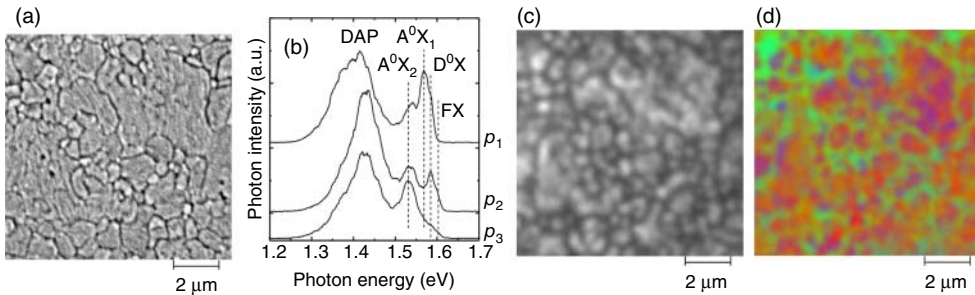 (a)
2 μm
(b)
DAP
A⁰X₁
A⁰X₂
D⁰X
FX
p₁
p₂
p₃
Photon intensity (a.u.)
1.2 1.3 1.4 1.5 1.6 1.7
Photon energy (eV)
(c)
2 μm
(d)
2 μm